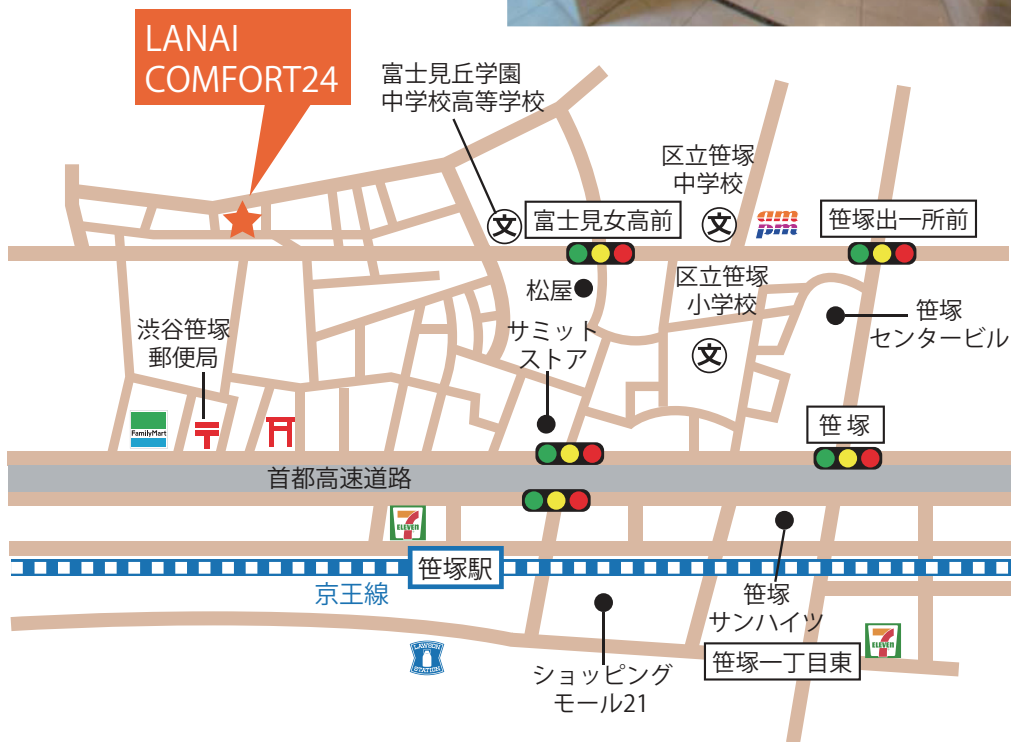 LANAI
COMFORT24
富士見丘学園
中学校高等学校
区立笹塚
中学校
文
富士見女高前
文
am
pm
笹塚出一所前
松屋
区立笹塚
小学校
文
笹塚
センタービル
渋谷笹塚
郵便局
サミット
ストア
FamilyMart
笹塚
首都高速道路
7
ELEVEN
笹塚駅
京王線
笹塚
サンハイツ
LAWSON
STATION
7
ELEVEN
笹塚一丁目東
ショッピング
モール21